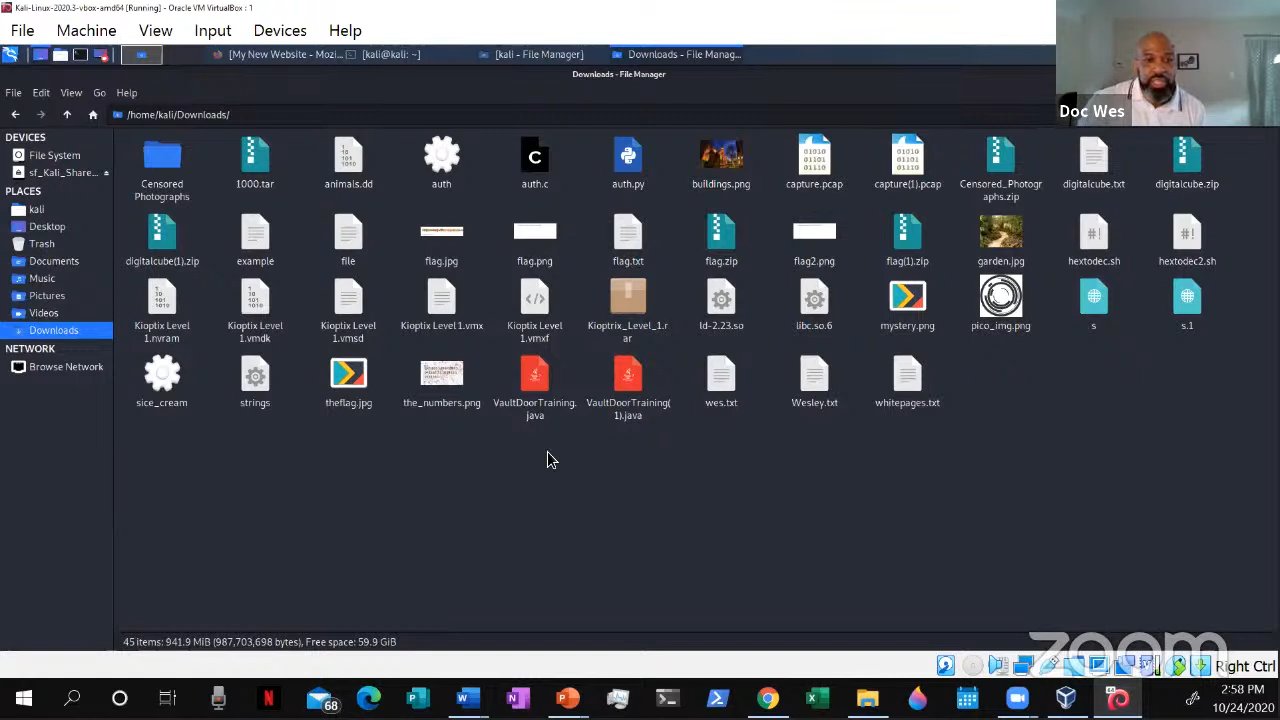 Kali-Linux-2020.3-vbox-amd64 [Running] - Oracle VM VirtualBox : 1
File Machine View Input Devices Help
[My New Website - Mozi... [kali@kali: ~] [kali - File Manager] Downloads - File Manag...
Downloads - File Manager
File Edit View Go Help
/home/kali/Downloads/
Doc Wes
DEVICES
File System
sf_Kali_Share...
PLACES
kali
Desktop
Trash
Documents
Music
Pictures
Videos
Downloads
NETWORK
Browse Network
Censored Photographs
1000.tar
animals.dd
auth
auth.c
auth.py
buildings.png
capture.pcap
capture(1).pcap
Censored_Photogr
aphs.zip
digitalcube.txt
digitalcube.zip
digitalcube(1).zip
example
file
flag.jpg
flag.png
flag.txt
flag.zip
flag2.png
flag(1).zip
garden.jpg
hextodec.sh
hextodec2.sh
Kioptix Level
1.nvram
Kioptix Level
1.vmdk
Kioptix Level
1.vmsd
Kioptix Level 1.vmx
Kioptix Level
1.vmxf
Kioptrix_Level_1.r
ar
ld-2.23.so
libc.so.6
mystery.png
pico_img.png
s
s.1
sice_cream
strings
theflag.jpg
the_numbers.png
VaultDoorTraining.
java
VaultDoorTraining(
1).java
wes.txt
Wesley.txt
whitepages.txt
45 items: 941.9 MiB (987,703,698 bytes), Free space: 59.9 GiB
zoom
Right Ctrl
68
2:58 PM
10/24/2020